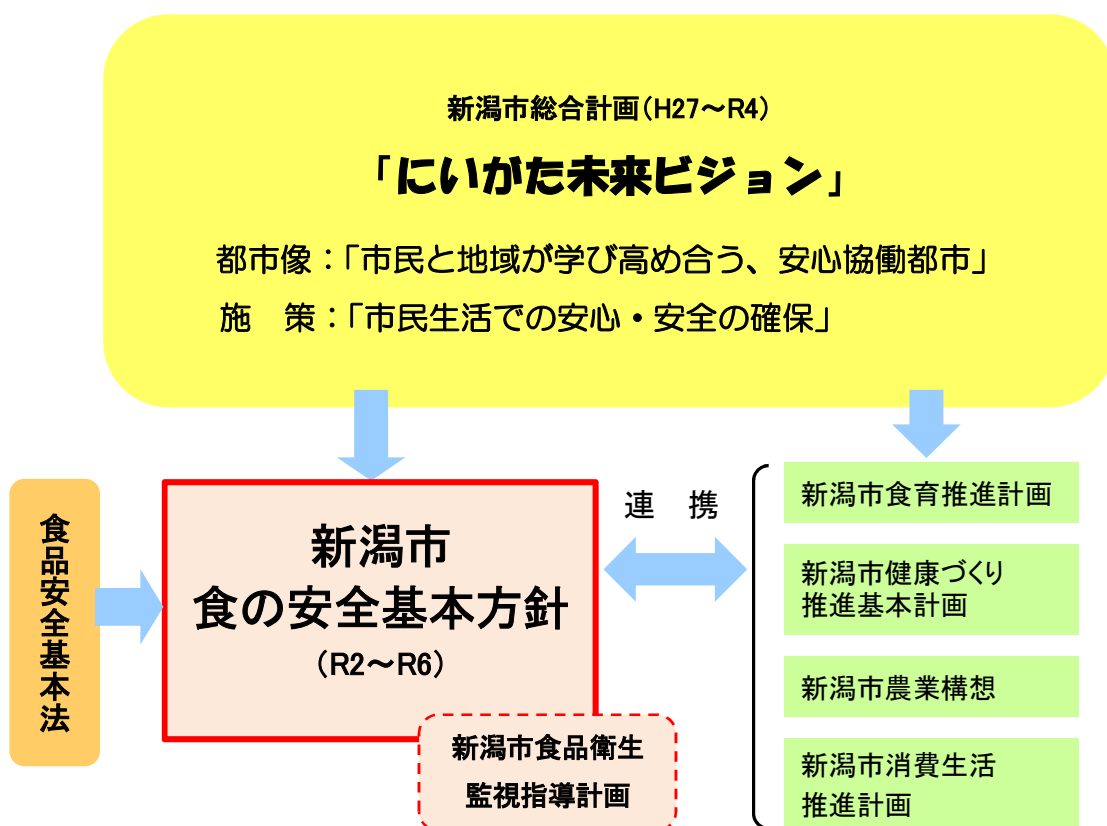 新潟市総合計画(H27～R4)
「にいがた未来ビジョン」
都市像：「市民と地域が学び高め合う、安心協働都市」
施　策：「市民生活での安心・安全の確保」
食品安全基本法
新潟市
食の安全基本方針
(R2～R6)
新潟市食品衛生
監視指導計画
連　携
新潟市食育推進計画
新潟市健康づくり
推進基本計画
新潟市農業構想
新潟市消費生活
推進計画